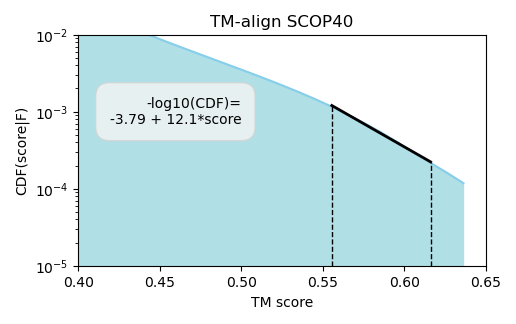 TM-align SCOP40
10⁻²
10⁻³
10⁻⁴
10⁻⁵
CDF(score|F)
-log10(CDF)=
-3.79 + 12.1*score
0.40 0.45 0.50 0.55 0.60 0.65
TM score